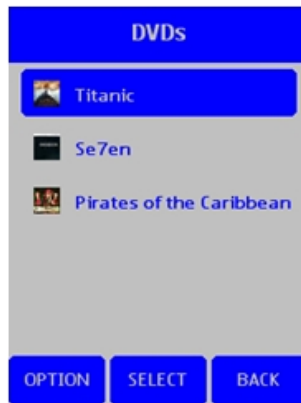 DVDs
Titanic
Se7en
Pirates of the Caribbean
OPTION SELECT BACK